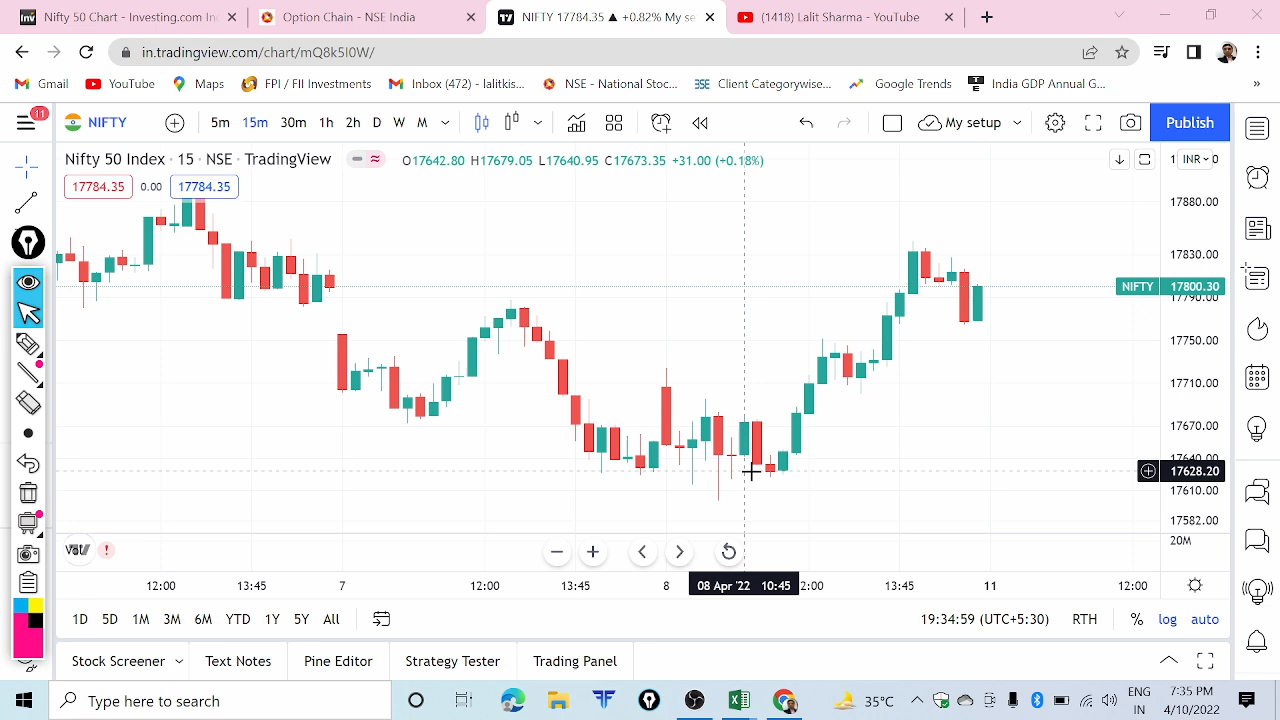 Inv Nifty 50 Chart - Investing.com In
Option Chain - NSE India
NIFTY 17784.35 ▲ +0.82% My se
(1418) Lalit Sharma - YouTube
in.tradingview.com/chart/mQ8k5I0W/
Gmail YouTube Maps FPI / FII Investments Inbox (472) - lalitkis... NSE - National Stoc... BSE Client Categorywise... Google Trends TE India GDP Annual G... »
11 NIFTY 5m 15m 30m 1h 2h D W M My setup Publish
Nifty 50 Index · 15 · NSE · TradingView O17642.80 H17679.05 L17640.95 C17673.35 +31.00 (+0.18%) INR
17784.35 0.00 17784.35
17880.00
17830.00
NIFTY 17800.30
17790.00
17750.00
17710.00
17670.00
17640.00
17628.20
17610.00
17582.00
Vol !
20M
12:00 13:45 7 12:00 13:45 8 08 Apr '22 10:45 2:00 13:45 11 12:00
1D 5D 1M 3M 6M YTD 1Y 5Y All 19:34:59 (UTC+5:30) RTH % log auto
Stock Screener Text Notes Pine Editor Strategy Tester Trading Panel
Type here to search 35°C ENG 7:35 PM
IN 4/10/2022